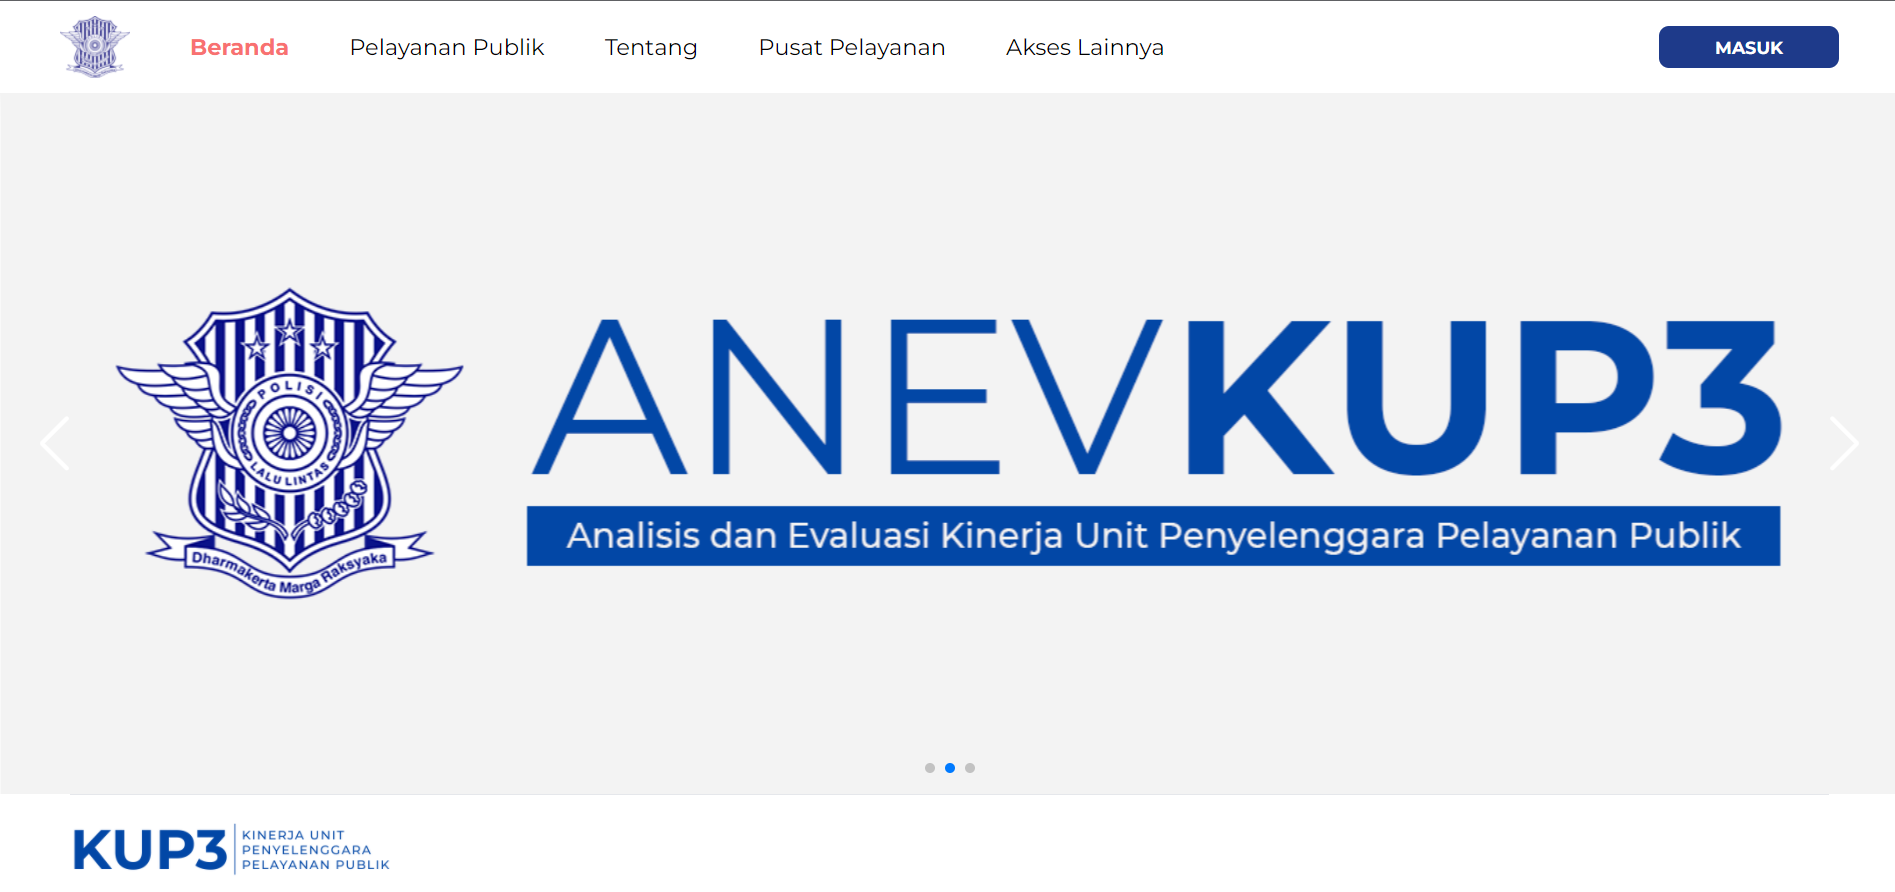 Beranda
Pelayanan Publik
Tentang
Pusat Pelayanan
Akses Lainnya
MASUK
POLISI
LALU LINTAS
Dharmakerta Marga Raksyaka
ANEVKUP3
Analisis dan Evaluasi Kinerja Unit Penyelenggara Pelayanan Publik
KUP3
KINERJA UNIT
PENYELENGGARA
PELAYANAN PUBLIK